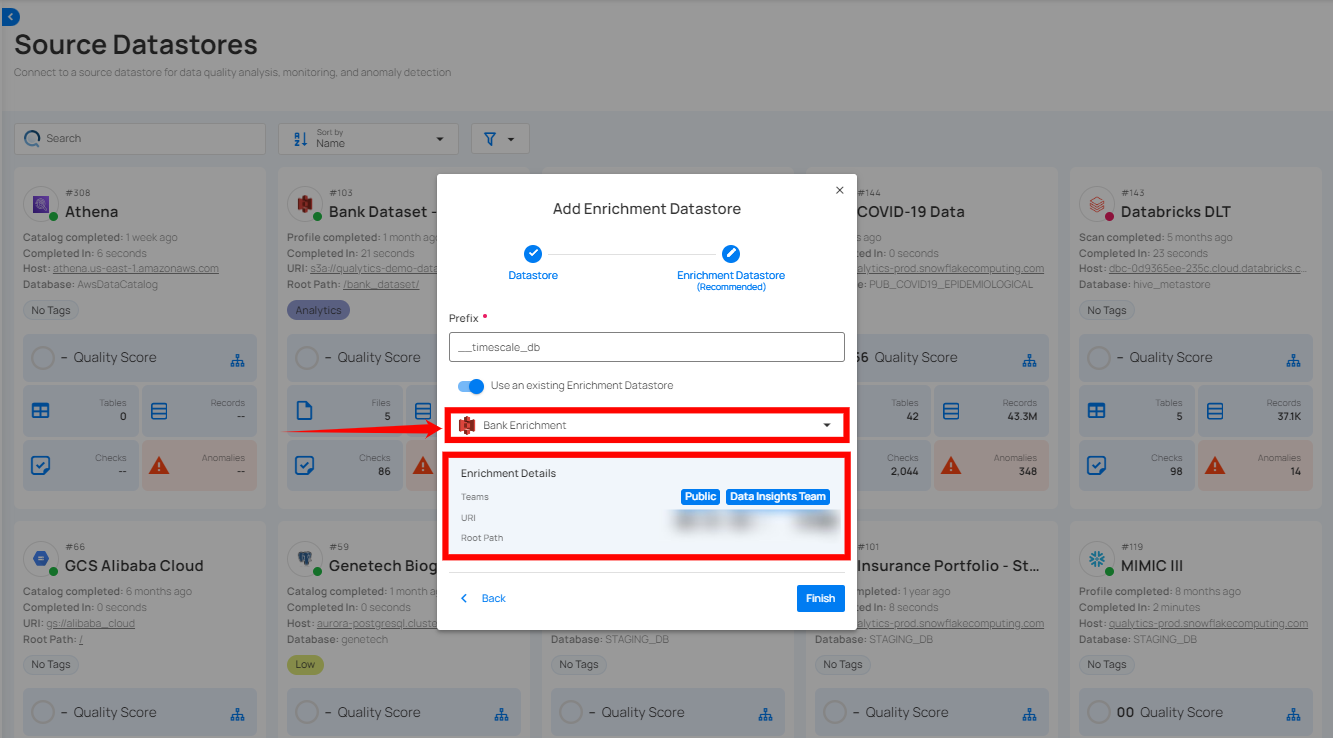 Source Datastores
Connect to a source datastore for data quality analysis, monitoring, and anomaly detection
Search
Sort by
Name
#308
Athena
Catalog completed: 1 week ago
Completed In: 6 seconds
Host: athena.us-east-1.amazonaws.com
Database: AwsDataCatalog
No Tags
– Quality Score
Tables
0
Records
--
Checks
--
Anomalies
--
#103
Bank Dataset -
Profile completed: 1 month ago
Completed In: 21 seconds
URI: s3a://qualytics-demo-data
Root Path: /bank_dataset/
Analytics
– Quality Score
Files
5
Checks
86
Add Enrichment Datastore
Datastore
Enrichment Datastore
(Recommended)
Prefix •
__timescale_db
Use an existing Enrichment Datastore
Bank Enrichment
Enrichment Details
Teams
Public
Data Insights Team
URI
Root Path
Back
Finish
#144
COVID-19 Data
ago
In: 0 seconds
alytics-prod.snowflakecomputing.com
PUB_COVID19_EPIDEMIOLOGICAL
56 Quality Score
Tables
42
Records
43.3M
Checks
2,044
Anomalies
348
#143
Databricks DLT
Scan completed: 5 months ago
Completed In: 23 seconds
Host: dbc-0d9365ee-235c.cloud.databricks.c...
Database: hive_metastore
No Tags
– Quality Score
Tables
5
Records
37.1K
Checks
98
Anomalies
14
#66
GCS Alibaba Cloud
Catalog completed: 6 months ago
Completed In: 0 seconds
URI: gs://alibaba_cloud
Root Path: /
No Tags
– Quality Score
#59
Genetech Biog
Catalog completed: 1 month ago
Completed In: 0 seconds
Host: aurora-postgresql.cluste
Database: genetech
Low
– Quality Score
Database: STAGING_DB
No Tags
– Quality Score
#101
Insurance Portfolio - St...
completed: 1 year ago
In: 8 seconds
alytics-prod.snowflakecomputing.com
Database: STAGING_DB
No Tags
– Quality Score
#119
MIMIC III
Profile completed: 8 months ago
Completed In: 2 minutes
Host: qualytics-prod.snowflakecomputing.com
Database: STAGING_DB
No Tags
00 Quality Score